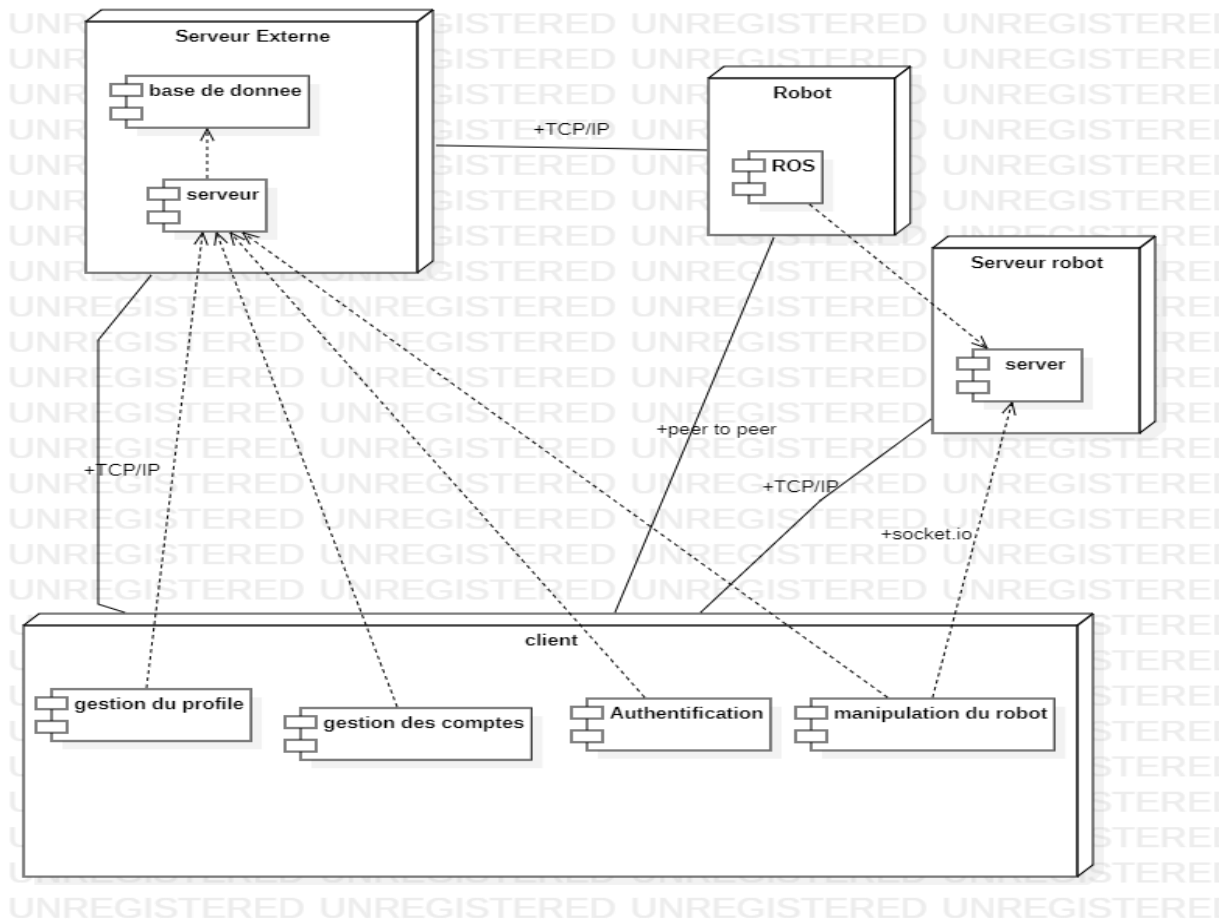 Serveur Externe
base de donnee
serveur
+TCP/IP
Robot
ROS
Serveur robot
server
+peer to peer
+TCP/IP
+TCP/IP
+socket.io
client
gestion du profile
gestion des comptes
Authentification
manipulation du robot
UNREGISTERED